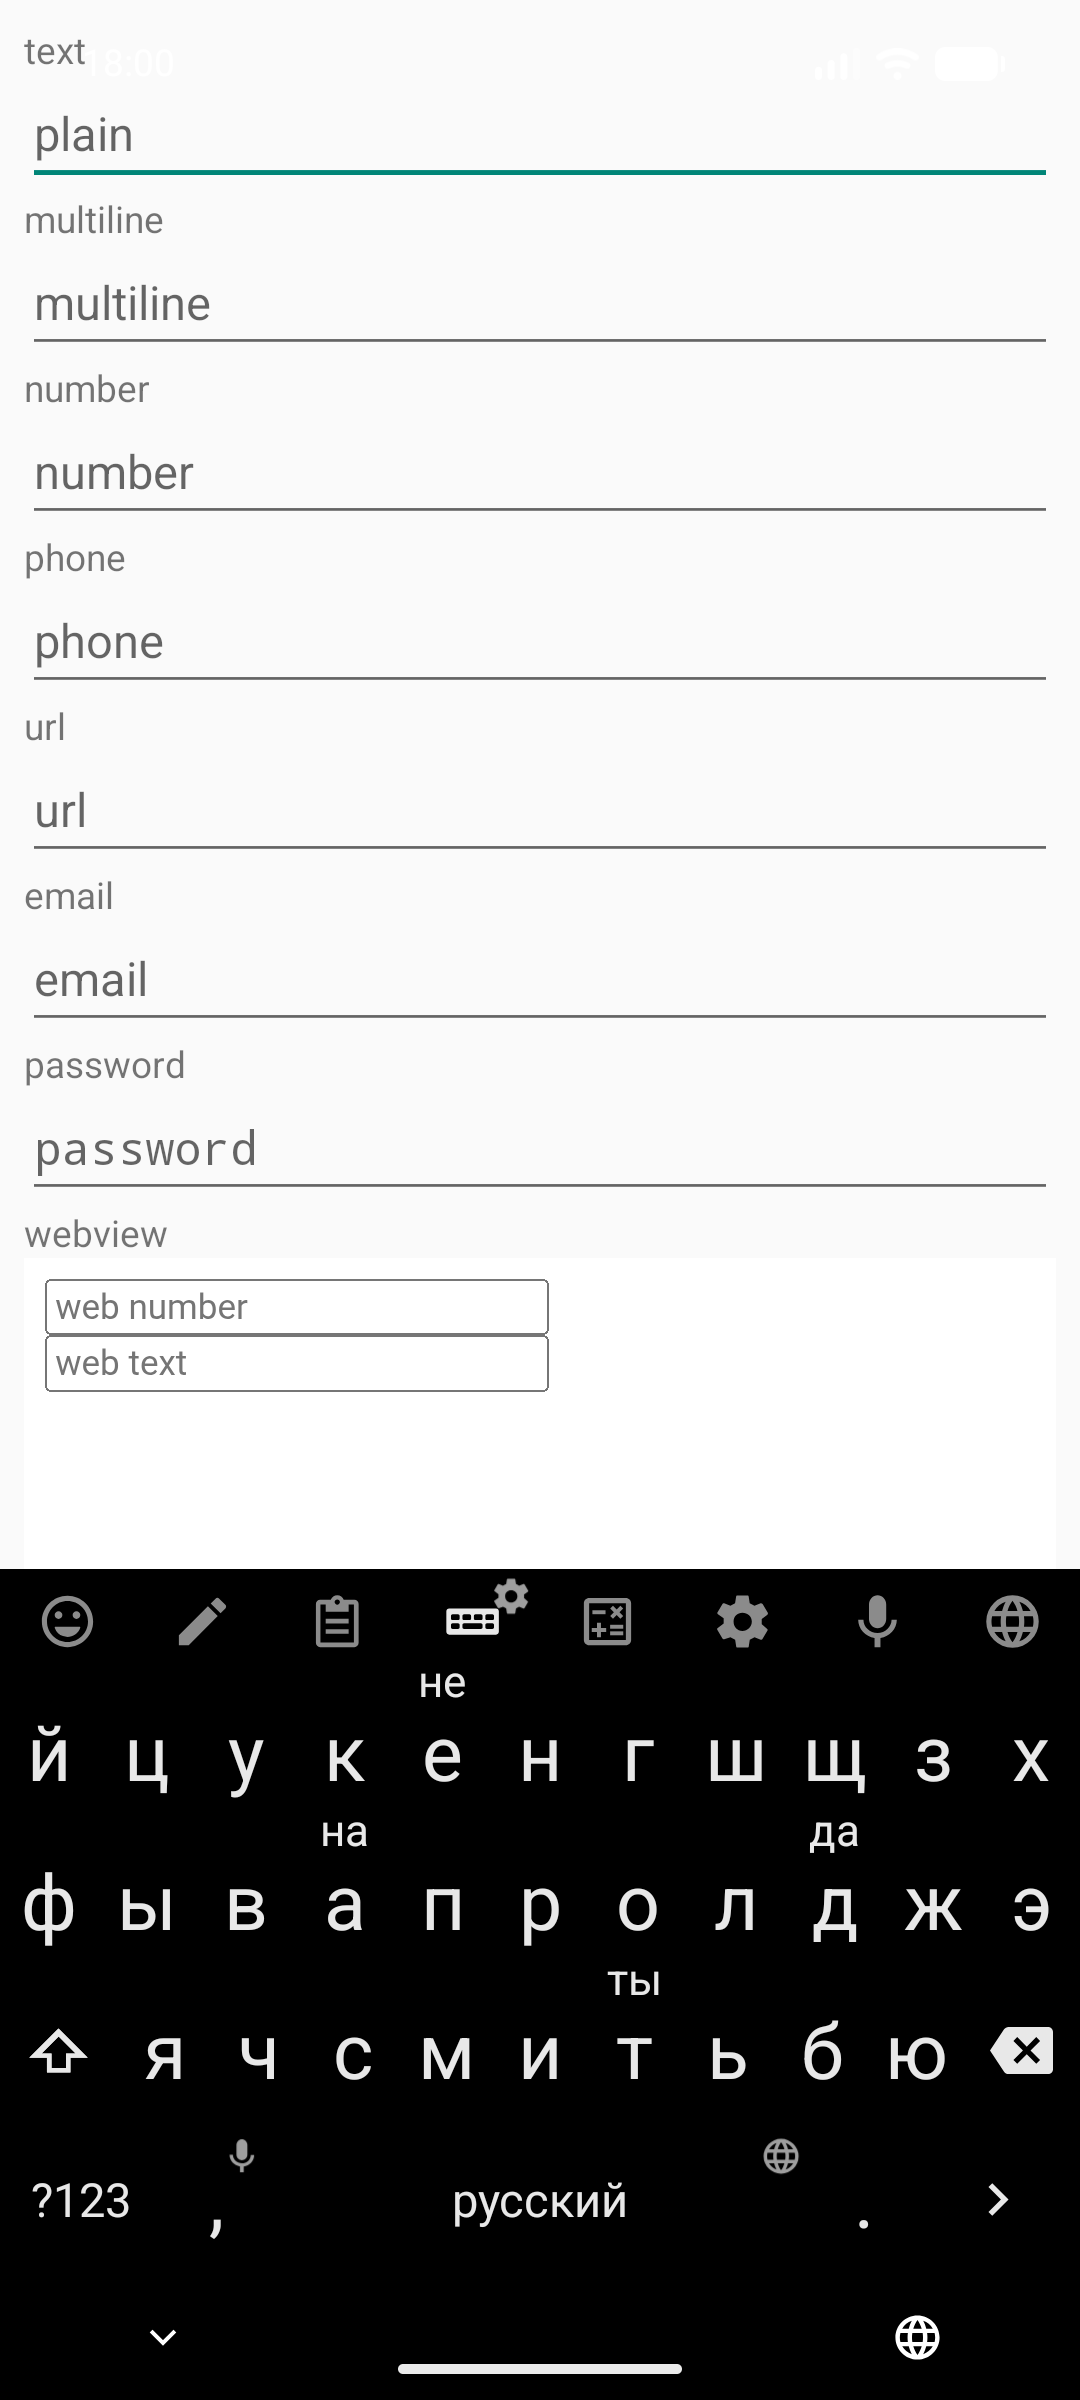 text
18:00
plain
multiline
multiline
number
number
phone
phone
url
url
email
email
password
password
webview
web number
web text
не
й ц у к е н г ш щ з х
на да
ф ы в а п р о л д ж э
ты
я ч с м и т ь б ю
?123 , русский .